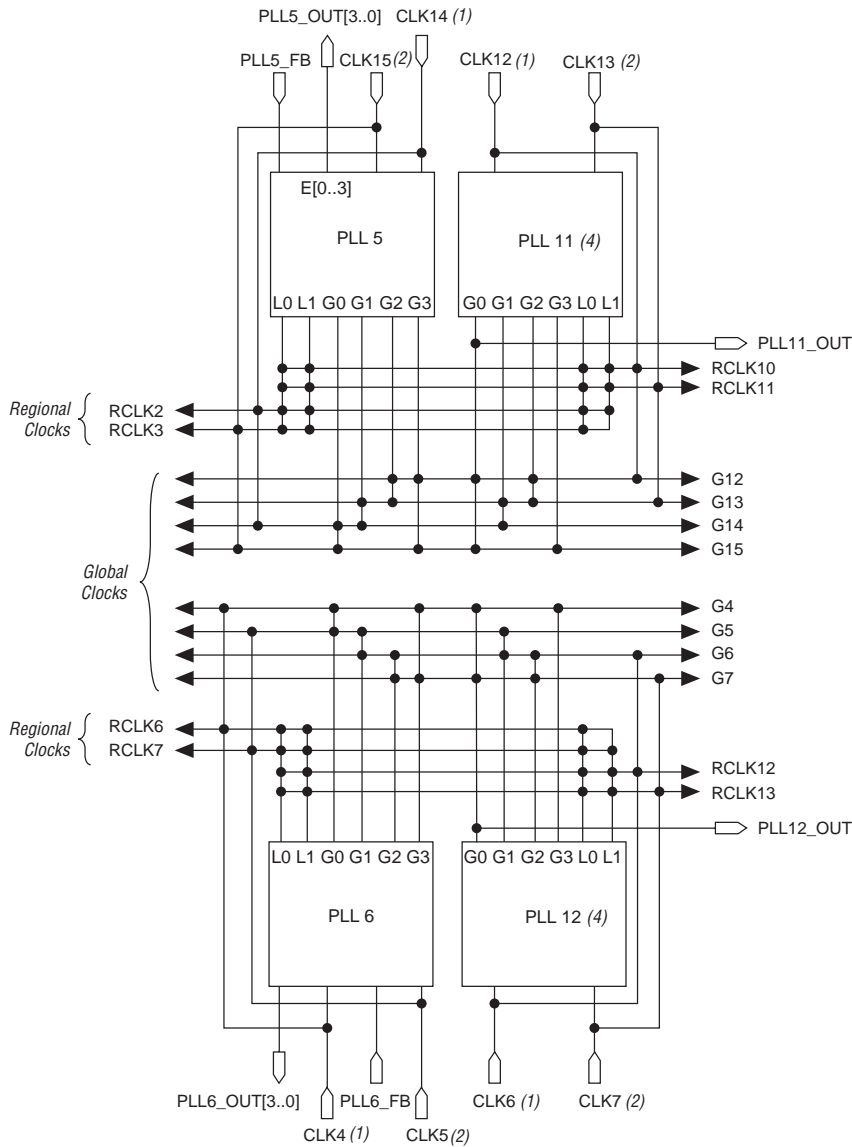 PLL5_OUT[3..0] CLK14 (1)
PLL5_FB CLK15 (2) CLK12 (1) CLK13 (2)
E[0..3]
PLL 5 PLL 11 (4)
L0 L1 G0 G1 G2 G3 G0 G1 G2 G3 L0 L1
PLL11_OUT
RCLK10
RCLK11
Regional
Clocks
RCLK2
RCLK3
G12
G13
G14
G15
Global
Clocks
G4
G5
G6
G7
Regional
Clocks
RCLK6
RCLK7
RCLK12
RCLK13
PLL12_OUT
L0 L1 G0 G1 G2 G3 G0 G1 G2 G3 L0 L1
PLL 6 PLL 12 (4)
PLL6_OUT[3..0] PLL6_FB CLK6 (1) CLK7 (2)
CLK4 (1) CLK5 (2)